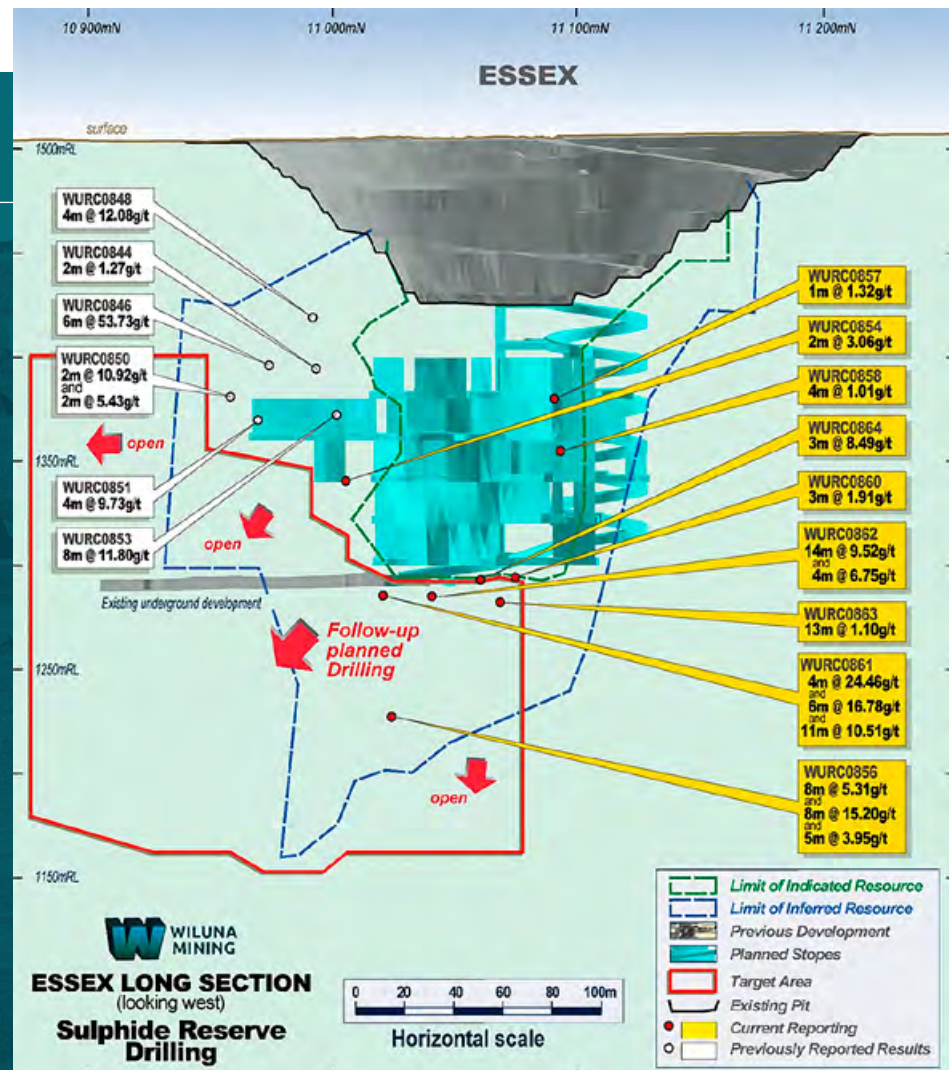 10 900mN
11 000mN
11 100mN
11 200mN
ESSEX
surface
1500mRL
WURC0848
4m @ 12.08g/t
WURC0844
2m @ 1.27g/t
WURC0846
6m @ 53.73g/t
WURC0850
2m @ 10.92g/t
and
2m @ 5.43g/t
open
1350mRL
WURC0851
4m @ 9.73g/t
WURC0853
8m @ 11.80g/t
open
Existing underground development
Follow-up
planned
Drilling
1250mRL
open
1150mRL
WURC0857
1m @ 1.32g/t
WURC0854
2m @ 3.06g/t
WURC0858
4m @ 1.01g/t
WURC0864
3m @ 8.49g/t
WURC0860
3m @ 1.91g/t
WURC0862
14m @ 9.52g/t
and
4m @ 6.75g/t
WURC0863
13m @ 1.10g/t
WURC0861
4m @ 24.46g/t
and
6m @ 16.78g/t
and
11m @ 10.51g/t
WURC0856
8m @ 5.31g/t
and
8m @ 15.20g/t
and
5m @ 3.95g/t
WILUNA
MINING
ESSEX LONG SECTION
(looking west)
Sulphide Reserve
Drilling
0 20 40 60 80 100m
Horizontal scale
Limit of Indicated Resource
Limit of Inferred Resource
Previous Development
Planned Stopes
Target Area
Existing Pit
Current Reporting
Previously Reported Results